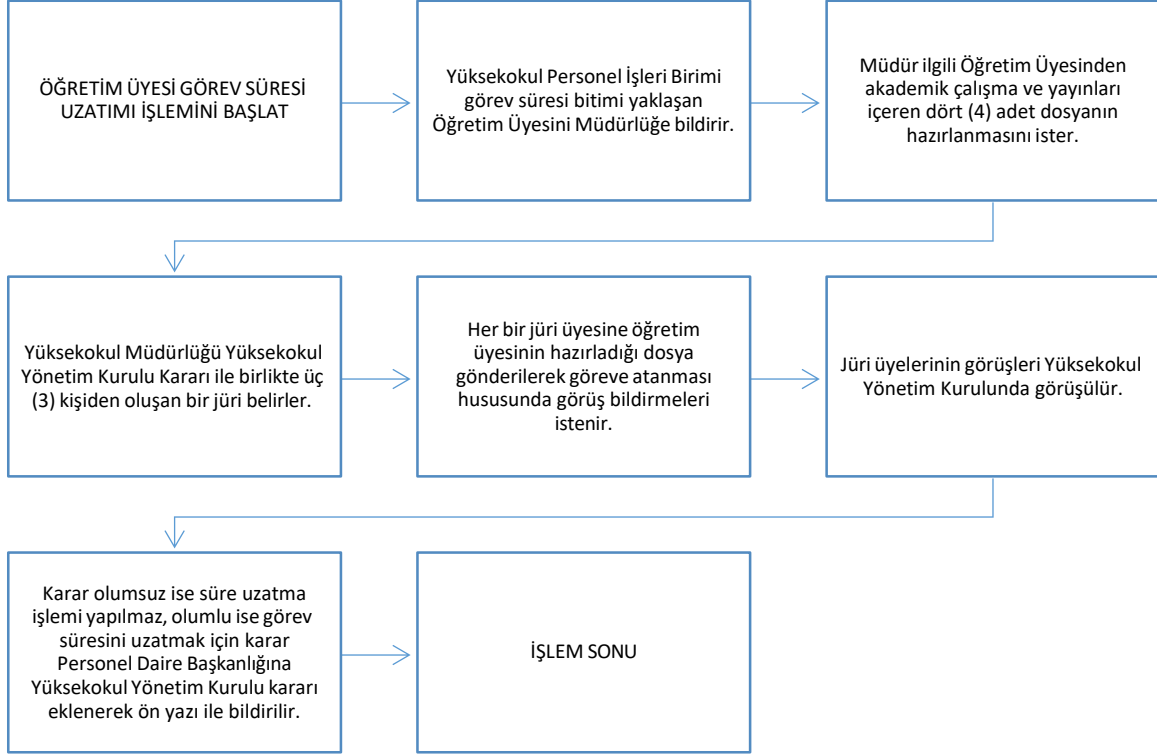 ÖĞRETİM ÜYESİ GÖREV SÜRESİ
UZATIMI İŞLEMİNİ BAŞLAT
Yüksekokul Personel İşleri Birimi
görev süresi bitimi yaklaşan
Öğretim Üyesini Müdürlüğe bildirir.
Müdür ilgili Öğretim Üyesinden
akademik çalışma ve yayınları
içeren dört (4) adet dosyanın
hazırlanmasını ister.
Yüksekokul Müdürlüğü Yüksekokul
Yönetim Kurulu Kararı ile birlikte üç
(3) kişiden oluşan bir jüri belirler.
Her bir jüri üyesine öğretim
üyesinin hazırladığı dosya
gönderilerek göreve atanması
hususunda görüş bildirmeleri
istenir.
Jüri üyelerinin görüşleri Yüksekokul
Yönetim Kurulunda görüşülür.
Karar olumsuz ise süre uzatma
işlemi yapılmaz, olumlu ise görev
süresini uzatmak için karar
Personel Daire Başkanlığına
Yüksekokul Yönetim Kurulu kararı
eklenerek ön yazı ile bildirilir.
İŞLEM SONU